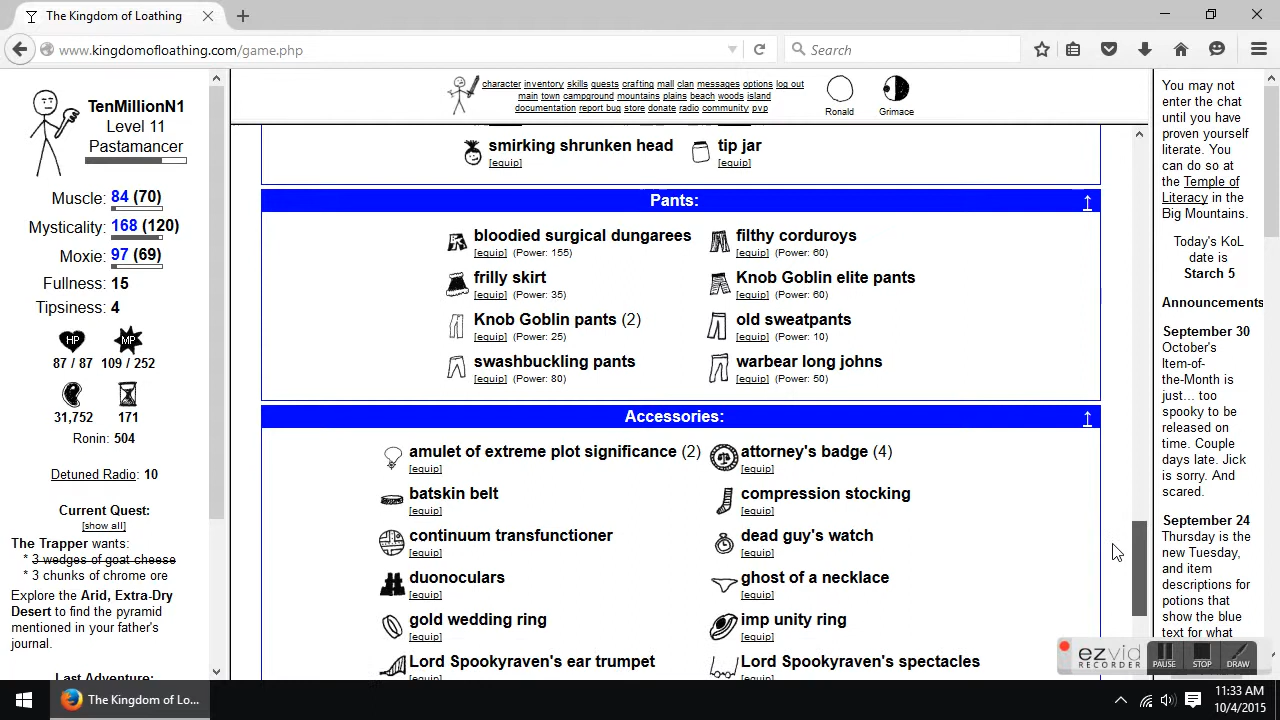 The Kingdom of Loathing
www.kingdomofloathing.com/game.php
Search
TenMillionN1
Level 11
Pastamancer
Muscle: 84 (70)
Mysticality: 168 (120)
Moxie: 97 (69)
Fullness: 15
Tipsiness: 4
HP MP
87 / 87 109 / 252
31,752 171
Ronin: 504
Detuned Radio: 10
Current Quest:
[show all]
The Trapper wants:
* 3 wedges of goat cheese
* 3 chunks of chrome ore
Explore the Arid, Extra-Dry
Desert to find the pyramid
mentioned in your father's
journal.
Last Adventure:
character inventory skills quests crafting mall clan messages options log out
main town campground mountains plains beach woods island
documentation report bug store donate radio community pvp
Ronald Grimace
smirking shrunken head tip jar
[equip] [equip]
Pants: ↥
bloodied surgical dungarees filthy corduroys
[equip] (Power: 155) [equip] (Power: 60)
frilly skirt Knob Goblin elite pants
[equip] (Power: 35) [equip] (Power: 60)
Knob Goblin pants (2) old sweatpants
[equip] (Power: 25) [equip] (Power: 10)
swashbuckling pants warbear long johns
[equip] (Power: 80) [equip] (Power: 50)
Accessories: ↥
amulet of extreme plot significance (2) attorney's badge (4)
[equip] [equip]
batskin belt compression stocking
[equip] [equip]
continuum transfunctioner dead guy's watch
[equip] [equip]
duonoculars ghost of a necklace
[equip] [equip]
gold wedding ring imp unity ring
[equip] [equip]
Lord Spookyraven's ear trumpet Lord Spookyraven's spectacles
[equip] [equip]
You may not
enter the chat
until you have
proven yourself
literate. You
can do so at
the Temple of
Literacy in the
Big Mountains.
Today's KoL
date is
Starch 5
Announcements
September 30
October's
Item-of-
the-Month is
just... too
spooky to be
released on
time. Couple
days late. Jick
is sorry. And
scared.
September 24
Thursday is the
new Tuesday,
and item
descriptions for
potions that
show the blue
text for what
ezvid
RECORDER
PAUSE STOP DRAW
The Kingdom of Lo...
11:33 AM
10/4/2015